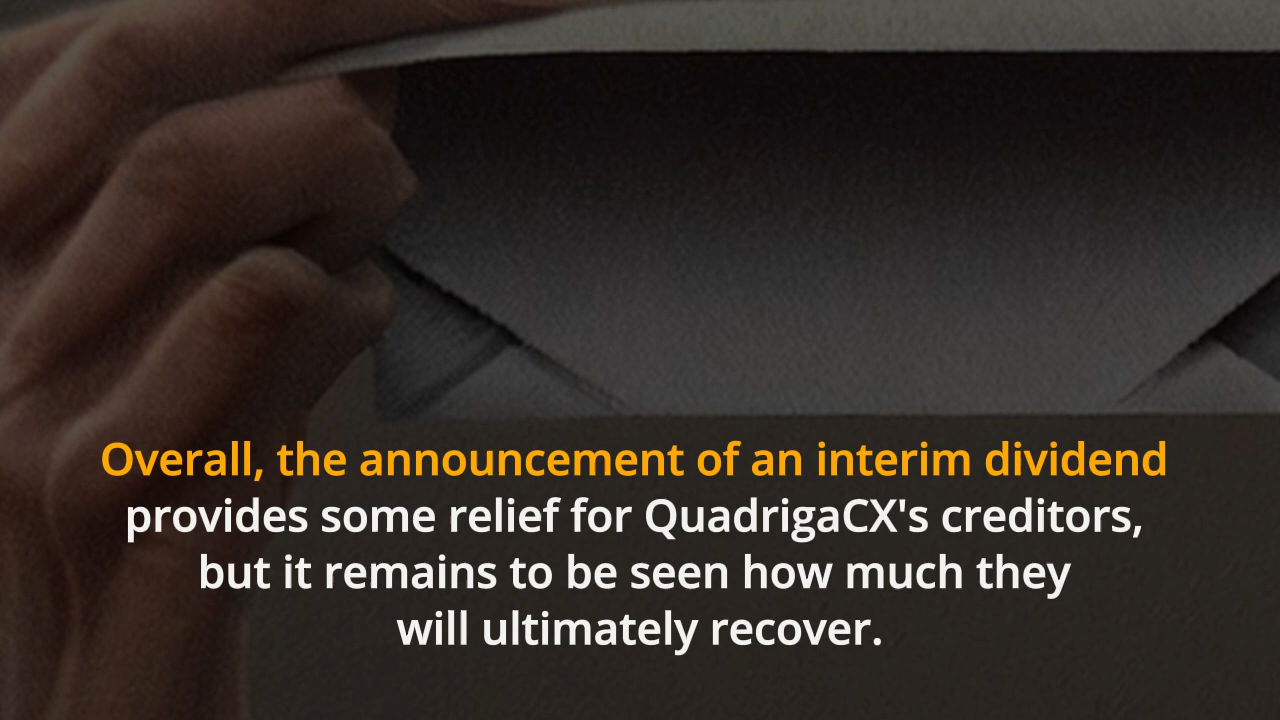 Overall, the announcement of an interim dividend
provides some relief for QuadrigaCX's creditors,
but it remains to be seen how much they
will ultimately recover.